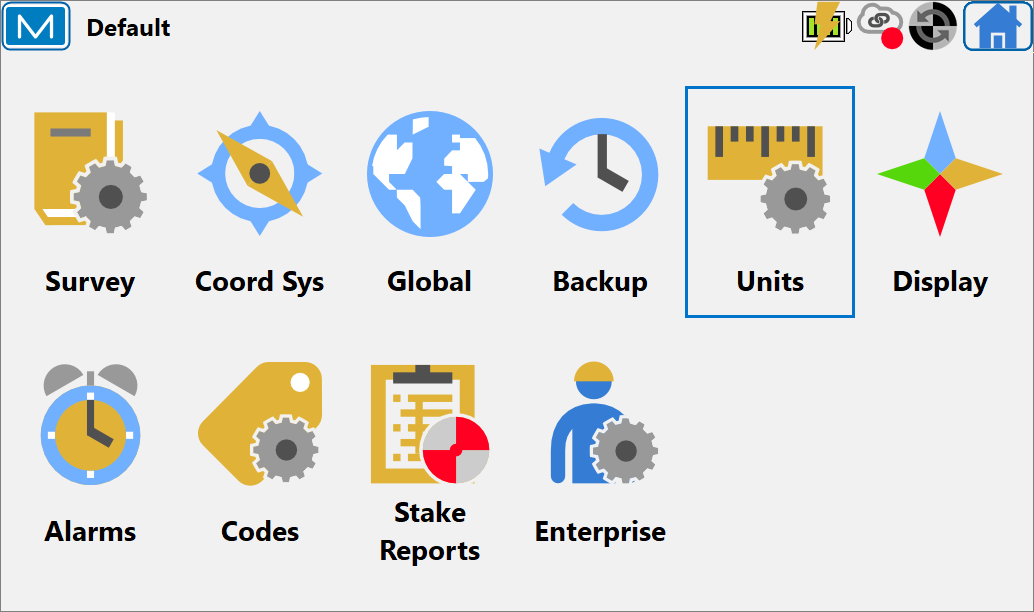 Default
Survey
Coord Sys
Global
Backup
Units
Display
Alarms
Codes
Stake
Reports
Enterprise